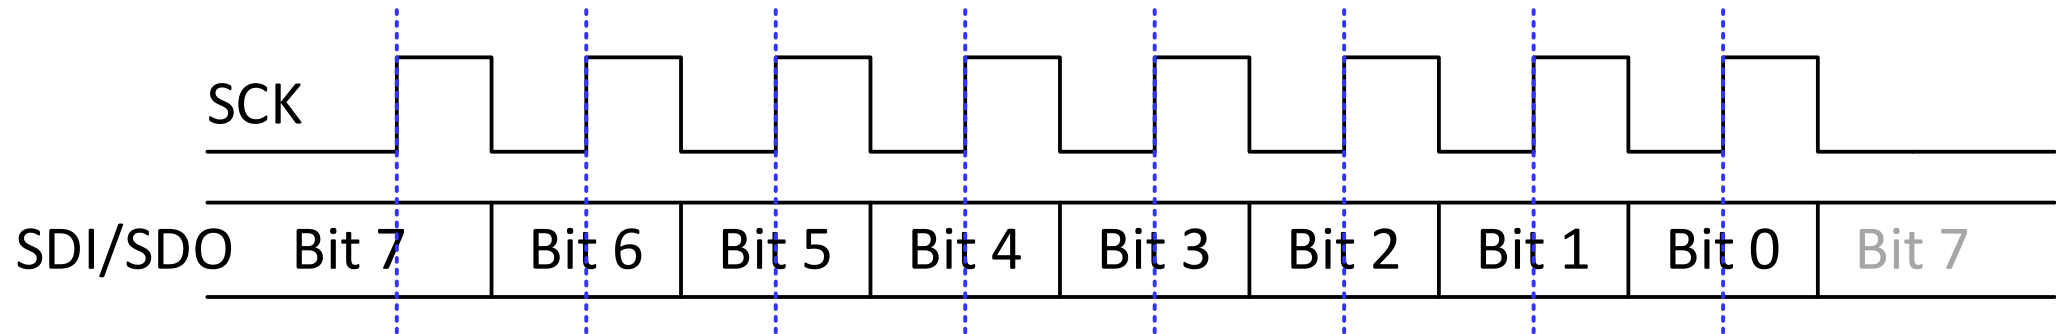 SCK
SDI/SDO Bit 7 Bit 6 Bit 5 Bit 4 Bit 3 Bit 2 Bit 1 Bit 0 Bit 7